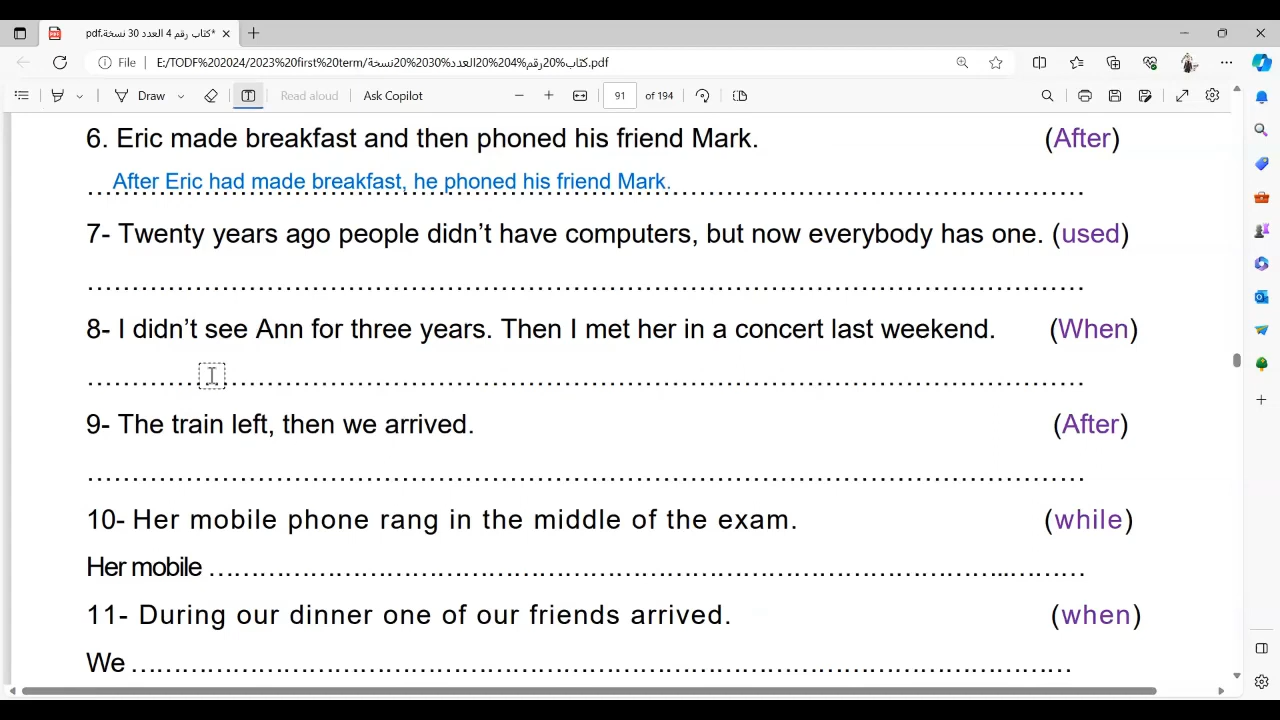 *كتاب رقم 4 العدد 30 نسخة.pdf
File E:/TODF%202024/2023%20first%20term/كتاب%20رقم%204%20العدد%2030%20نسخة.pdf
Draw Read aloud Ask Copilot 91 of 194
6. Eric made breakfast and then phoned his friend Mark. (After)
After Eric had made breakfast, he phoned his friend Mark.
7- Twenty years ago people didn’t have computers, but now everybody has one. (used)
8- I didn’t see Ann for three years. Then I met her in a concert last weekend. (When)
9- The train left, then we arrived. (After)
10- Her mobile phone rang in the middle of the exam. (while)
Her mobile ……………………………………………………………………………...………
11- During our dinner one of our friends arrived. (when)
We ……………………………………………………………………………………………